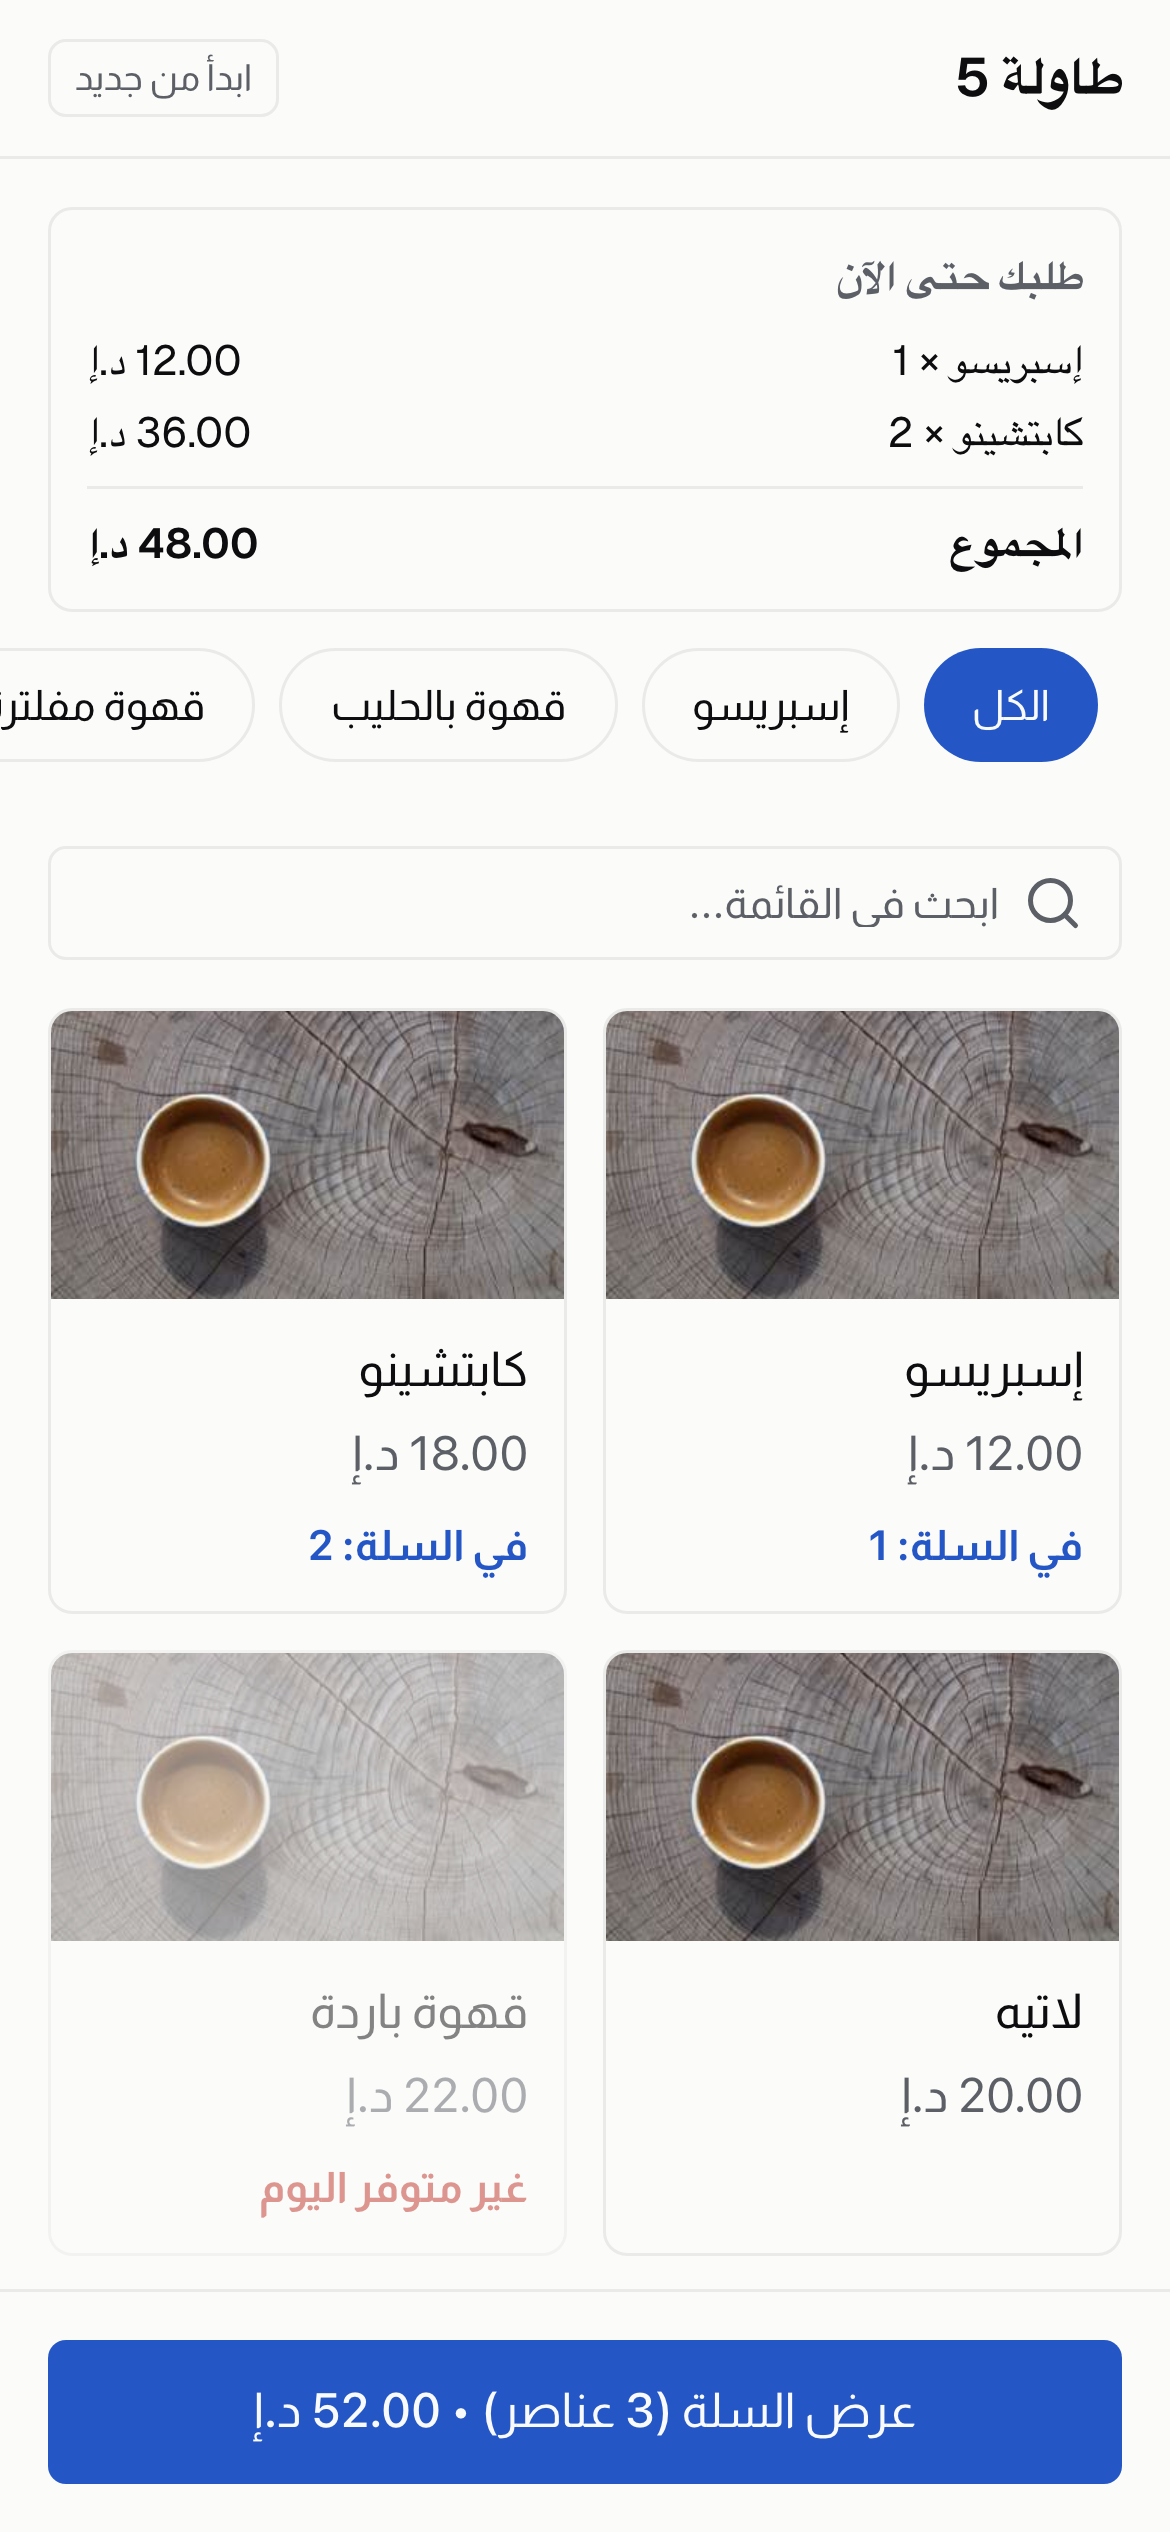 طاولة 5
ابدأ من جديد
طلبك حتى الآن
إسبريسو × 1 12.00 د.إ
كابتشينو × 2 36.00 د.إ
المجموع 48.00 د.إ
الكل إسبريسو قهوة بالحليب قهوة مفلترة
ابحث في القائمة...
إسبريسو
12.00 د.إ
في السلة: 1
كابتشينو
18.00 د.إ
في السلة: 2
لاتيه
20.00 د.إ
قهوة باردة
22.00 د.إ
غير متوفر اليوم
عرض السلة (3 عناصر) • 52.00 د.إ